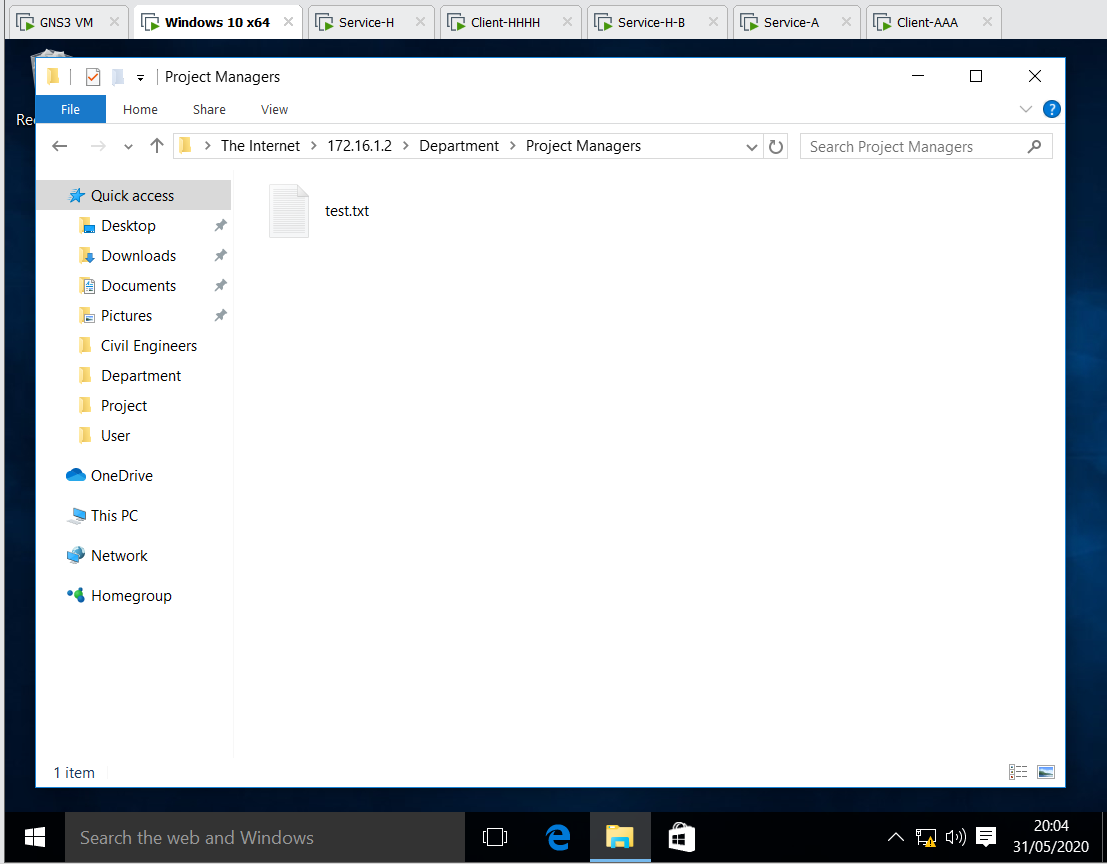 GNS3 VM Windows 10 x64 Service-H Client-HHHH Service-H-B Service-A Client-AAA
Project Managers
File Home Share View ?
The Internet 172.16.1.2 Department Project Managers Search Project Managers
Quick access
test.txt
Desktop
Downloads
Documents
Pictures
Civil Engineers
Department
Project
User
OneDrive
This PC
Network
Homegroup
1 item
Search the web and Windows
20:04
31/05/2020